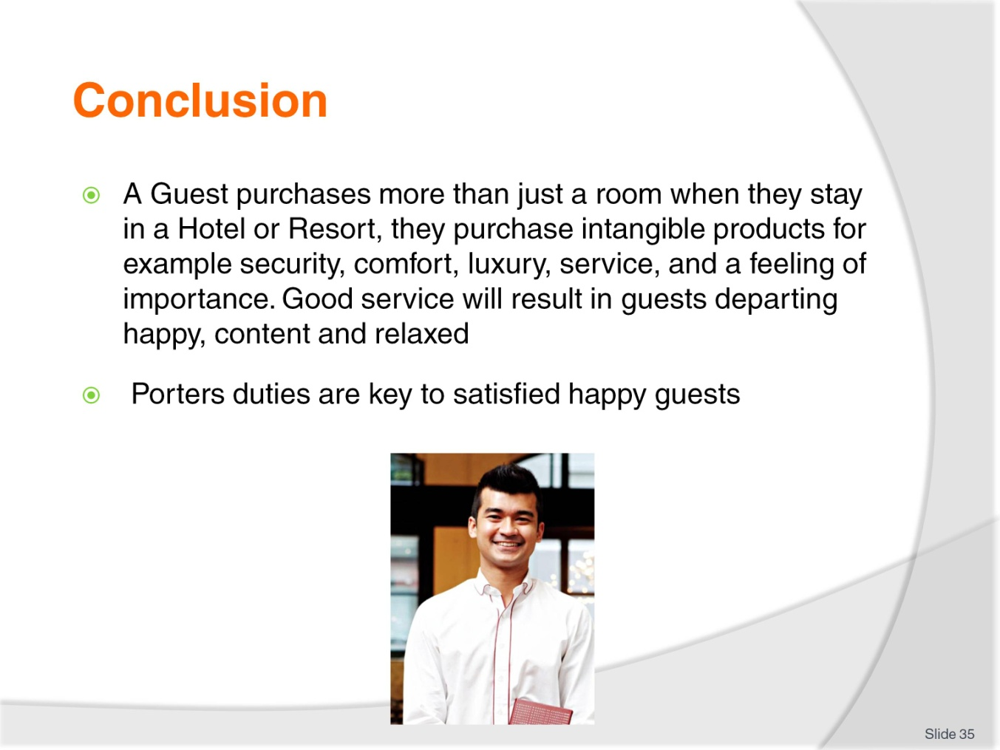 Conclusion
A Guest purchases more than just a room when they stay
in a Hotel or Resort, they purchase intangible products for
example security, comfort, luxury, service, and a feeling of
importance. Good service will result in guests departing
happy, content and relaxed
Porters duties are key to satisfied happy guests
Slide 35